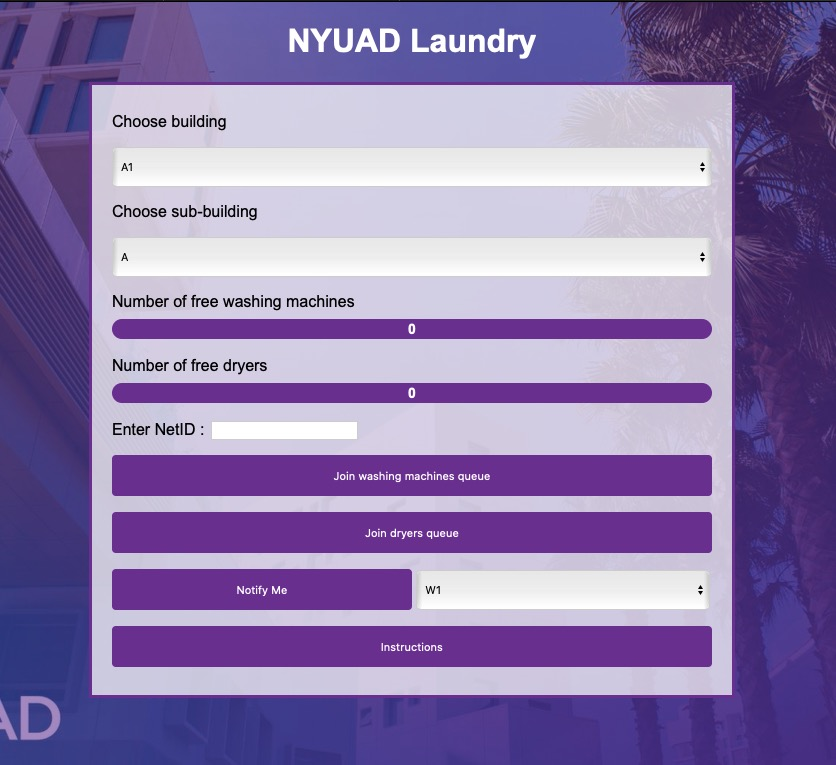 NYUAD Laundry
Choose building
A1
Choose sub-building
A
Number of free washing machines
0
Number of free dryers
0
Enter NetID :
Join washing machines queue
Join dryers queue
Notify Me
W1
Instructions
AD